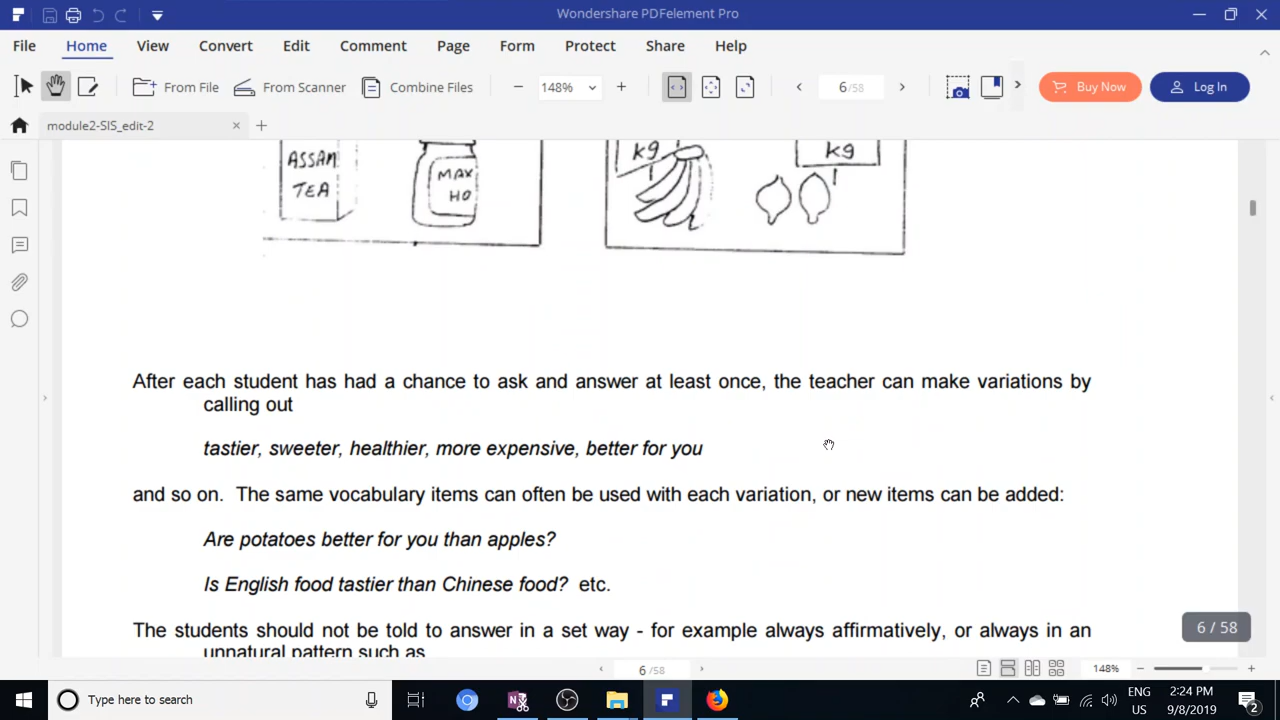 Wondershare PDFelement Pro
File Home View Convert Edit Comment Page Form Protect Share Help
From File From Scanner Combine Files 148% 6/58 Buy Now Log In
module2-SIS_edit-2
ASSAM
TEA
MAX
HO
kg
kg
After each student has had a chance to ask and answer at least once, the teacher can make variations by
calling out
tastier, sweeter, healthier, more expensive, better for you
and so on. The same vocabulary items can often be used with each variation, or new items can be added:
Are potatoes better for you than apples?
Is English food tastier than Chinese food? etc.
The students should not be told to answer in a set way - for example always affirmatively, or always in an
unnatural pattern such as
6 / 58
6 /58 148%
Type here to search
ENG
US
2:24 PM
9/8/2019
2